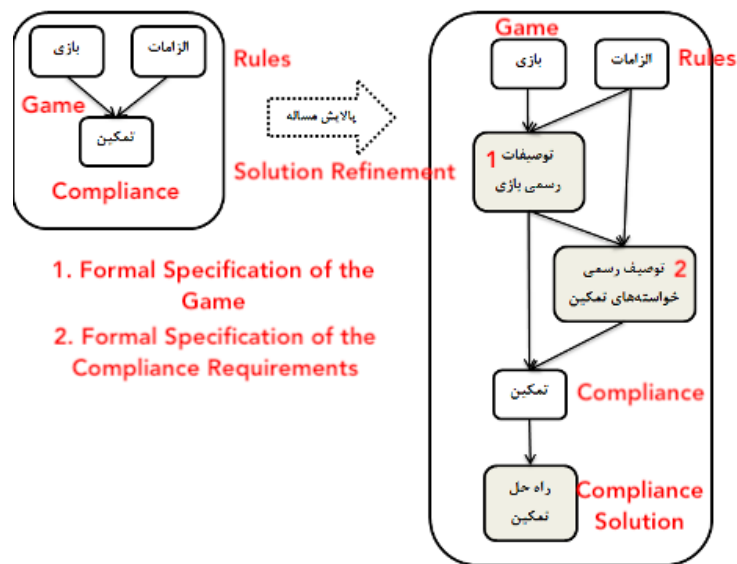 بازی
الزامات
Rules
Game
تمکین
Compliance
پالایش مساله
Solution Refinement
1. Formal Specification of the
Game
2. Formal Specification of the
Compliance Requirements
Game
بازی
الزامات
Rules
1 توصیفات
رسمی بازی
توصیف رسمی 2
خواسته‌های تمکین
تمکین
Compliance
راه حل
تمکین
Compliance
Solution